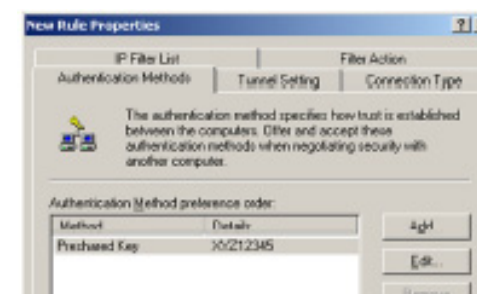 New Rule Properties
IP Filter List Filter Action
Authentication Methods Tunnel Setting Connection Type
The authentication method specifies how trust is established
between the computers. Offer and accept these
authentication methods when negotiating security with
another computer.
Authentication Method preference order:
Method Details
Preshared Key XYZ12345
Add
Edit...
Remove